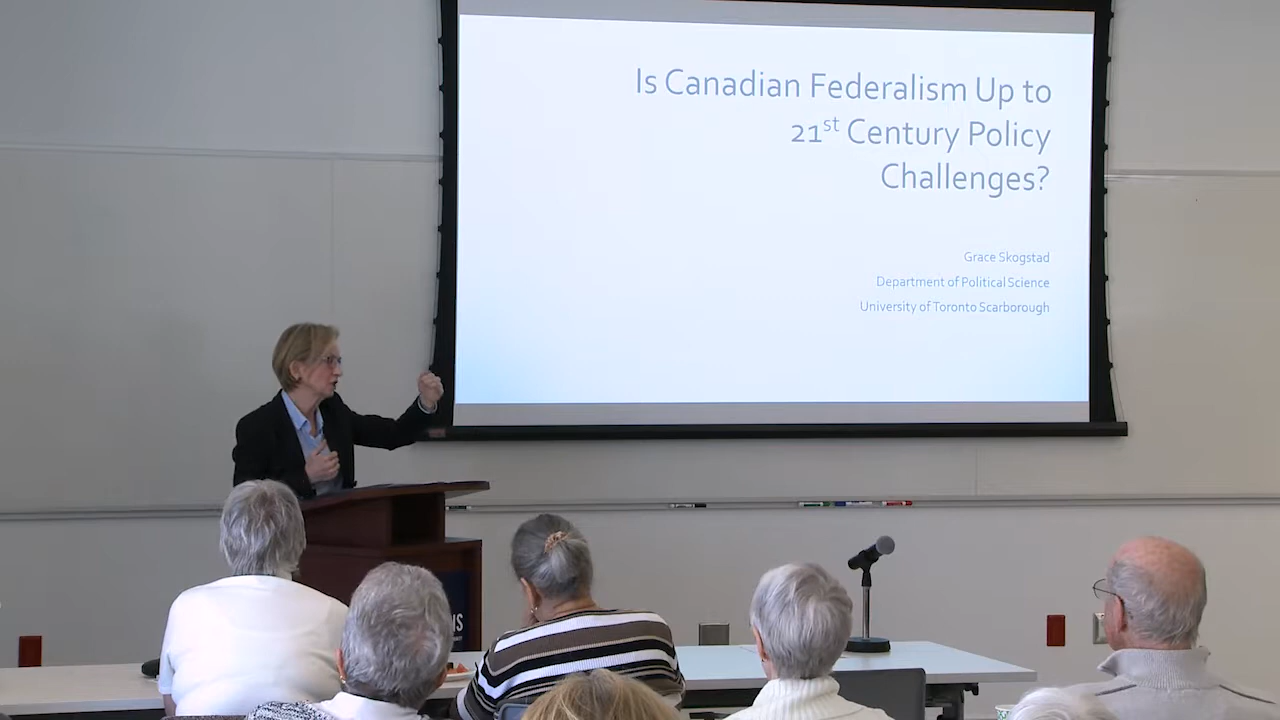 Is Canadian Federalism Up to
21st Century Policy
Challenges?
Grace Skogstad
Department of Political Science
University of Toronto Scarborough